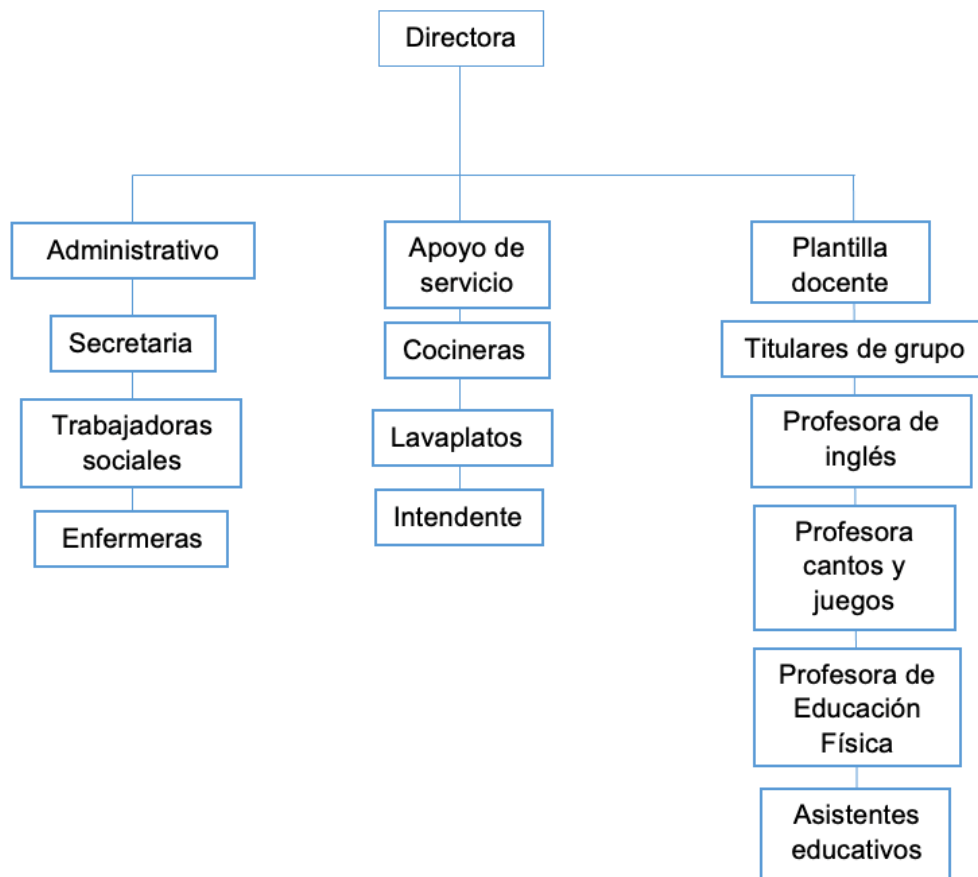 Directora
Administrativo
Secretaria
Trabajadoras
sociales
Enfermeras
Apoyo de
servicio
Cocineras
Lavaplatos
Intendente
Plantilla
docente
Titulares de grupo
Profesora de
inglés
Profesora
cantos y
juegos
Profesora de
Educación
Física
Asistentes
educativos